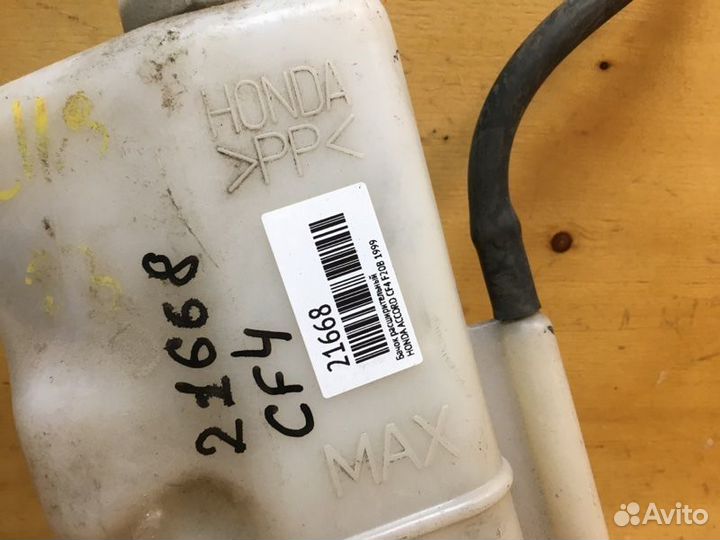 HONDA
>PP<
21668
CF4
21668
Бачок расширительный
HONDA ACCORD CF4 F20B 1999
MAX
Avito